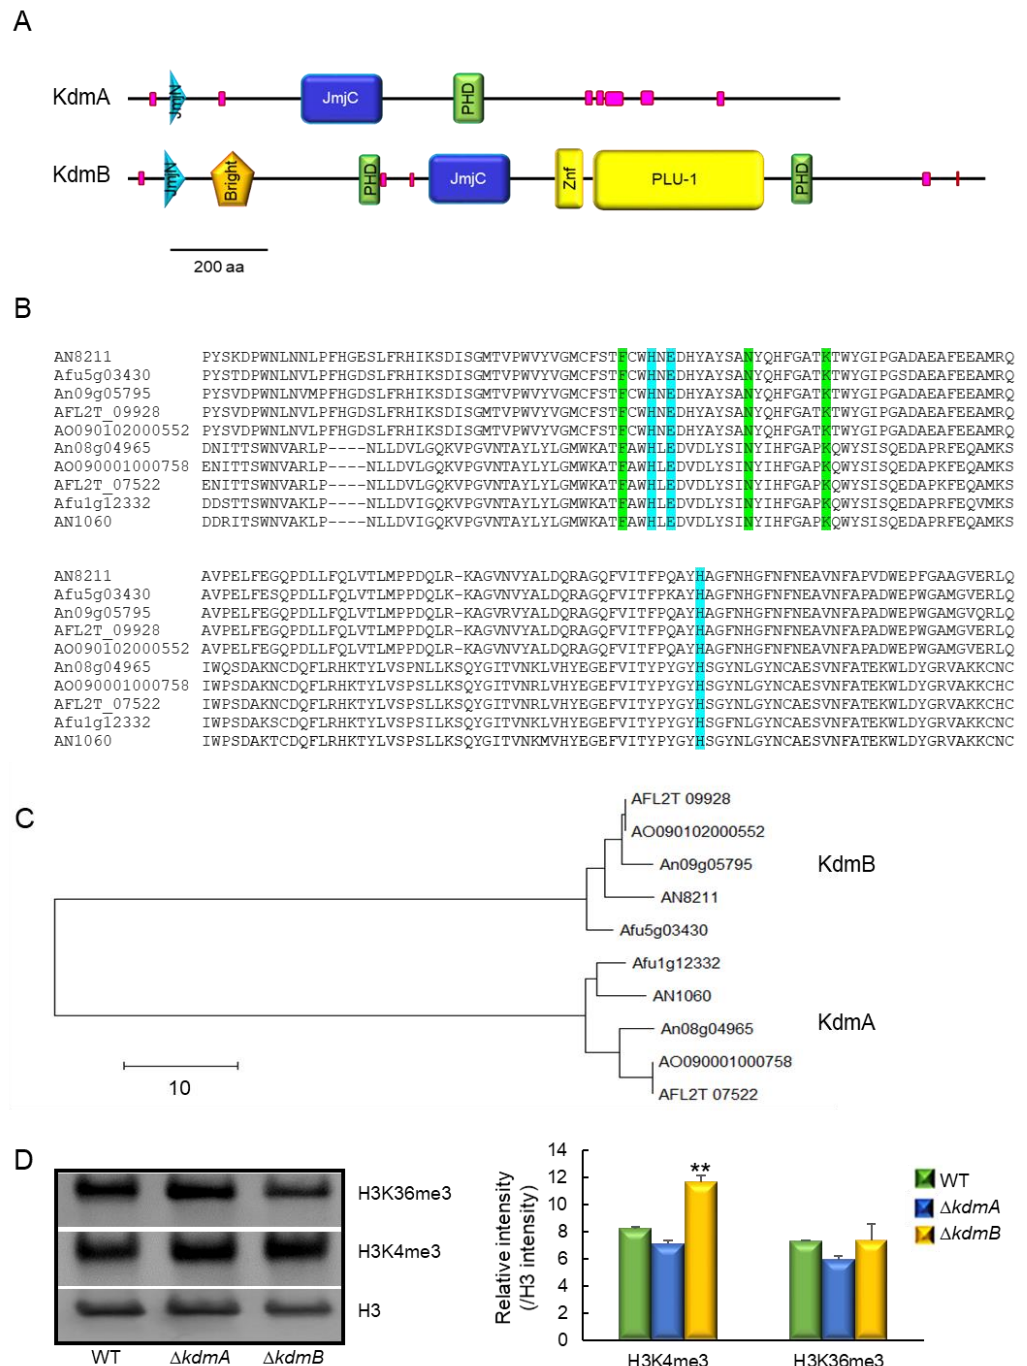 A
KdmA
JmjN
JmjC
PHD
KdmB
JmjN
Bright
PHD
JmjC
Znf
PLU-1
PHD
200 aa
B
AN8211 PYSKDPWNLNNLPFHGESLFRHIKSDISGMTVPWVYVGMCFSTFCWHNEDHYAYSANYQHFGATKTWYGIPGADAEAFEEAMRQ
Afu5g03430 PYSTDPWNLNVLPFHGDSLFRHIKSDISGMTVPWVYVGMCFSTFCWHNEDHYAYSANYQHFGATKTWYGIPGSDAEAFEEAMRQ
An09g05795 PYSVDPWNLNVMPFHGDSLFRHIKSDISGMTVPWVYVGMCFSTFCWHNEDHYAYSANYQHFGATKTWYGIPGADAEAFEEAMRQ
AFL2T_09928 PYSVDPWNLNVLPFHGDSLFRHIKSDISGMTVPWVYVGMCFSTFCWHNEDHYAYSANYQHFGATKTWYGIPGADAEAFEEAMRQ
AO090102000552 PYSVDPWNLNVLPFHGDSLFRHIKSDISGMTVPWVYVGMCFSTFCWHNEDHYAYSANYQHFGATKTWYGIPGADAEAFEEAMRQ
An08g04965 DNITTSWNVARLP----NLLDVLGQKVPGVNTAYLYLGMWKATFAWHLEDVDLYSINYIHFGAPKQWYSISQEDAPRFEQAMKS
AO090001000758 ENITTSWNVARLP----NLLDVLGQKVPGVNTAYLYLGMWKATFAWHLEDVDLYSINYIHFGAPKQWYSISQEDAPRFEQAMKS
AFL2T_07522 ENITTSWNVARLP----NLLDVLGQKVPGVNTAYLYLGMWKATFAWHLEDVDLYSINYIHFGAPKQWYSISQEDAPRFEQAMKS
Afu1g12332 DDSTTSWNVARLP----NLLDVIGQKVPGVNTAYLYLGMWKATFAWHLEDVDLYSINYIHFGAPKQWYSISQEDAPRFEQVMKS
AN1060 DDRITSWNVAKLP----NLLDVIGQKVPGVNTAYLYLGMWKATFAWHLEDVDLYSINYIHFGAPKQWYSISQEDAPRFEQAMKS
AN8211 AVPELFEGQPDLLFQLVTLMPPDQLR-KAGVNVYALDQRAGQFVITFPQAYHAGFNHGFNFNEAVNFAPVDWEPFGAAGVERLQ
Afu5g03430 AVPELFESQPDLLFQLVTLMPPDQLK-KAGVNVYALDQRAGQFVITFPKAYHAGFNHGFNFNEAVNFAPADWEPWGAMGVERLQ
An09g05795 AVPELFEGQPDLLFQLVTLMPPDQLR-KAGVRVYALDQRAGQFVITFPQAYHAGFNHGFNFNEAVNFAPADWEPWGAMGVQRLQ
AFL2T_09928 AVPELFEGQPDLLFQLVTLMPPDQLR-KAGVNVYALDQRAGQFVITFPQAYHAGFNHGFNFNEAVNFAPADWEPWGAMGVERLQ
AO090102000552 AVPELFEGQPDLLFQLVTLMPPDQLR-KAGVNVYALDQRAGQFVITFPQAYHAGFNHGFNFNEAVNFAPADWEPWGAMGVERLQ
An08g04965 IWQSDAKNCDQFLRHKTYLVSPNLLKSQYGITVNKLVHYEGEFVITYPYGYHSGYNLGYNCAESVNFATEKWLDYGRVAKKCNC
AO090001000758 IWPSDAKNCDQFLRHKTYLVSPSLLKSQYGITVNRLVHYEGEFVITYPYGYHSGYNLGYNCAESVNFATEKWLDYGRVAKKCHC
AFL2T_07522 IWPSDAKNCDQFLRHKTYLVSPSLLKSQYGITVNRLVHYEGEFVITYPYGYHSGYNLGYNCAESVNFATEKWLDYGRVAKKCHC
Afu1g12332 IWPSDAKSCDQFLRHKTYLVSPSILKSQYGITVNKLVHYEGEFVITYPYGYHSGFNLGYNCAESVNFATEKWLDYGRVAKKCNC
AN1060 IWPSDAKTCDQFLRHKTYLVSPSLLKSQYGITVNKMVHYEGEFVITYPYGYHSGYNLGYNCAESVNFATEKWLDYGRVAKKCNC
C
AFL2T 09928
AO090102000552
An09g05795
KdmB
AN8211
Afu5g03430
Afu1g12332
AN1060
KdmA
An08g04965
AO090001000758
AFL2T 07522
10
D
H3K36me3
H3K4me3
H3
WT ΔkdmA ΔkdmB
Relative intensity
(/H3 intensity)
14
12
10
8
6
4
2
0
**
WT
ΔkdmA
ΔkdmB
H3K4me3 H3K36me3